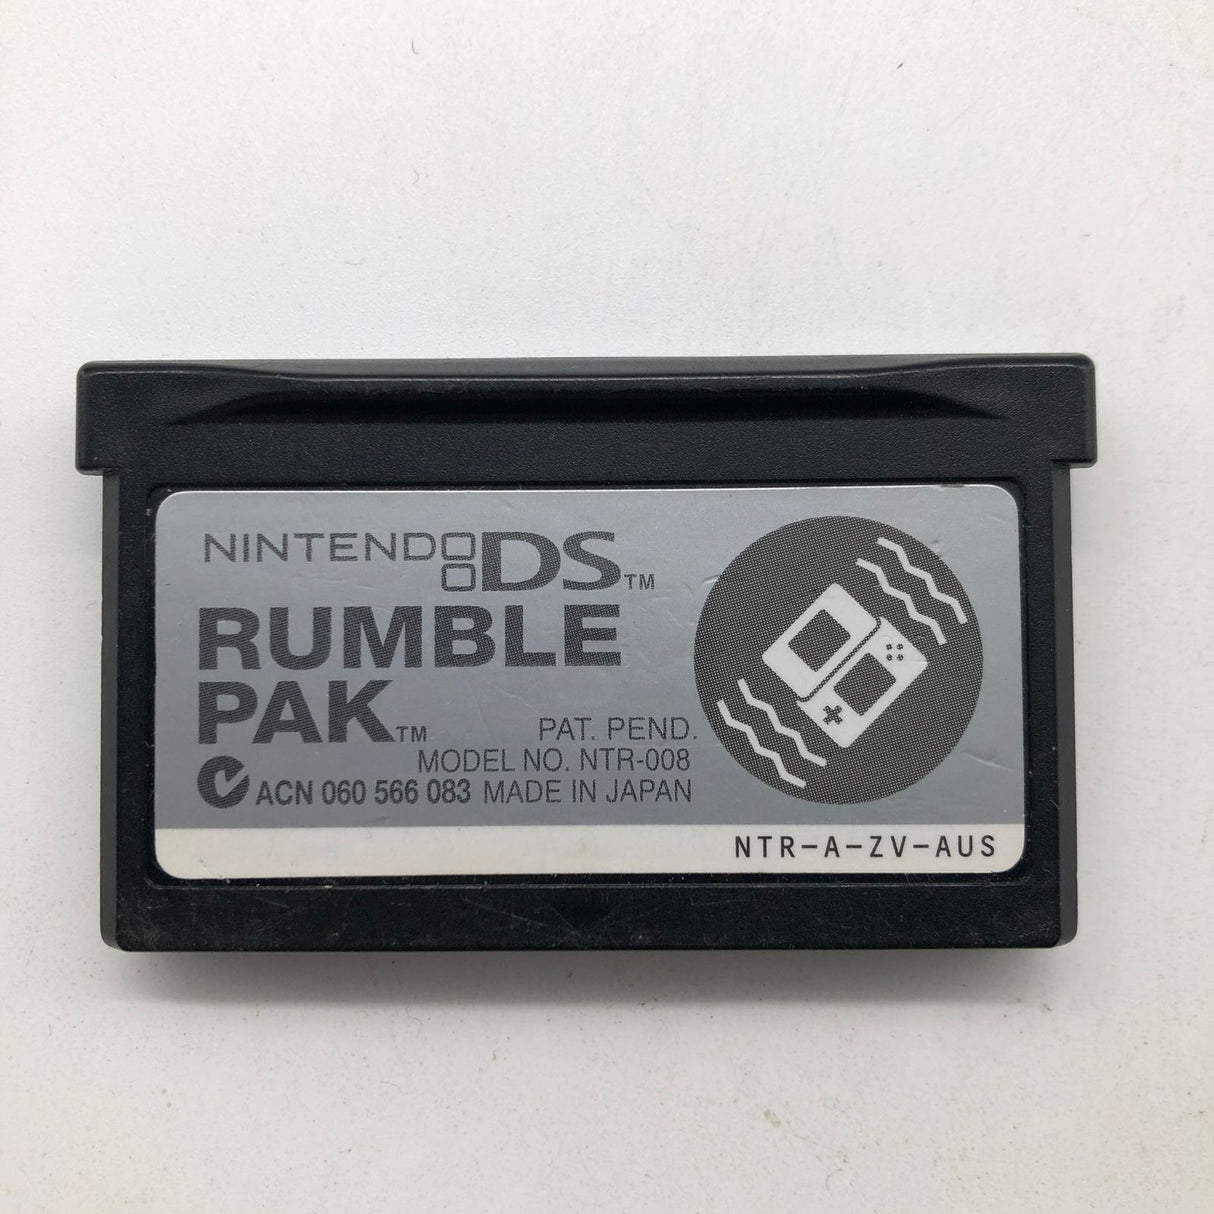 NINTENDO DS™
RUMBLE
PAK™
PAT. PEND.
MODEL NO. NTR-008
ACN 060 566 083 MADE IN JAPAN
NTR-A-ZV-AUS